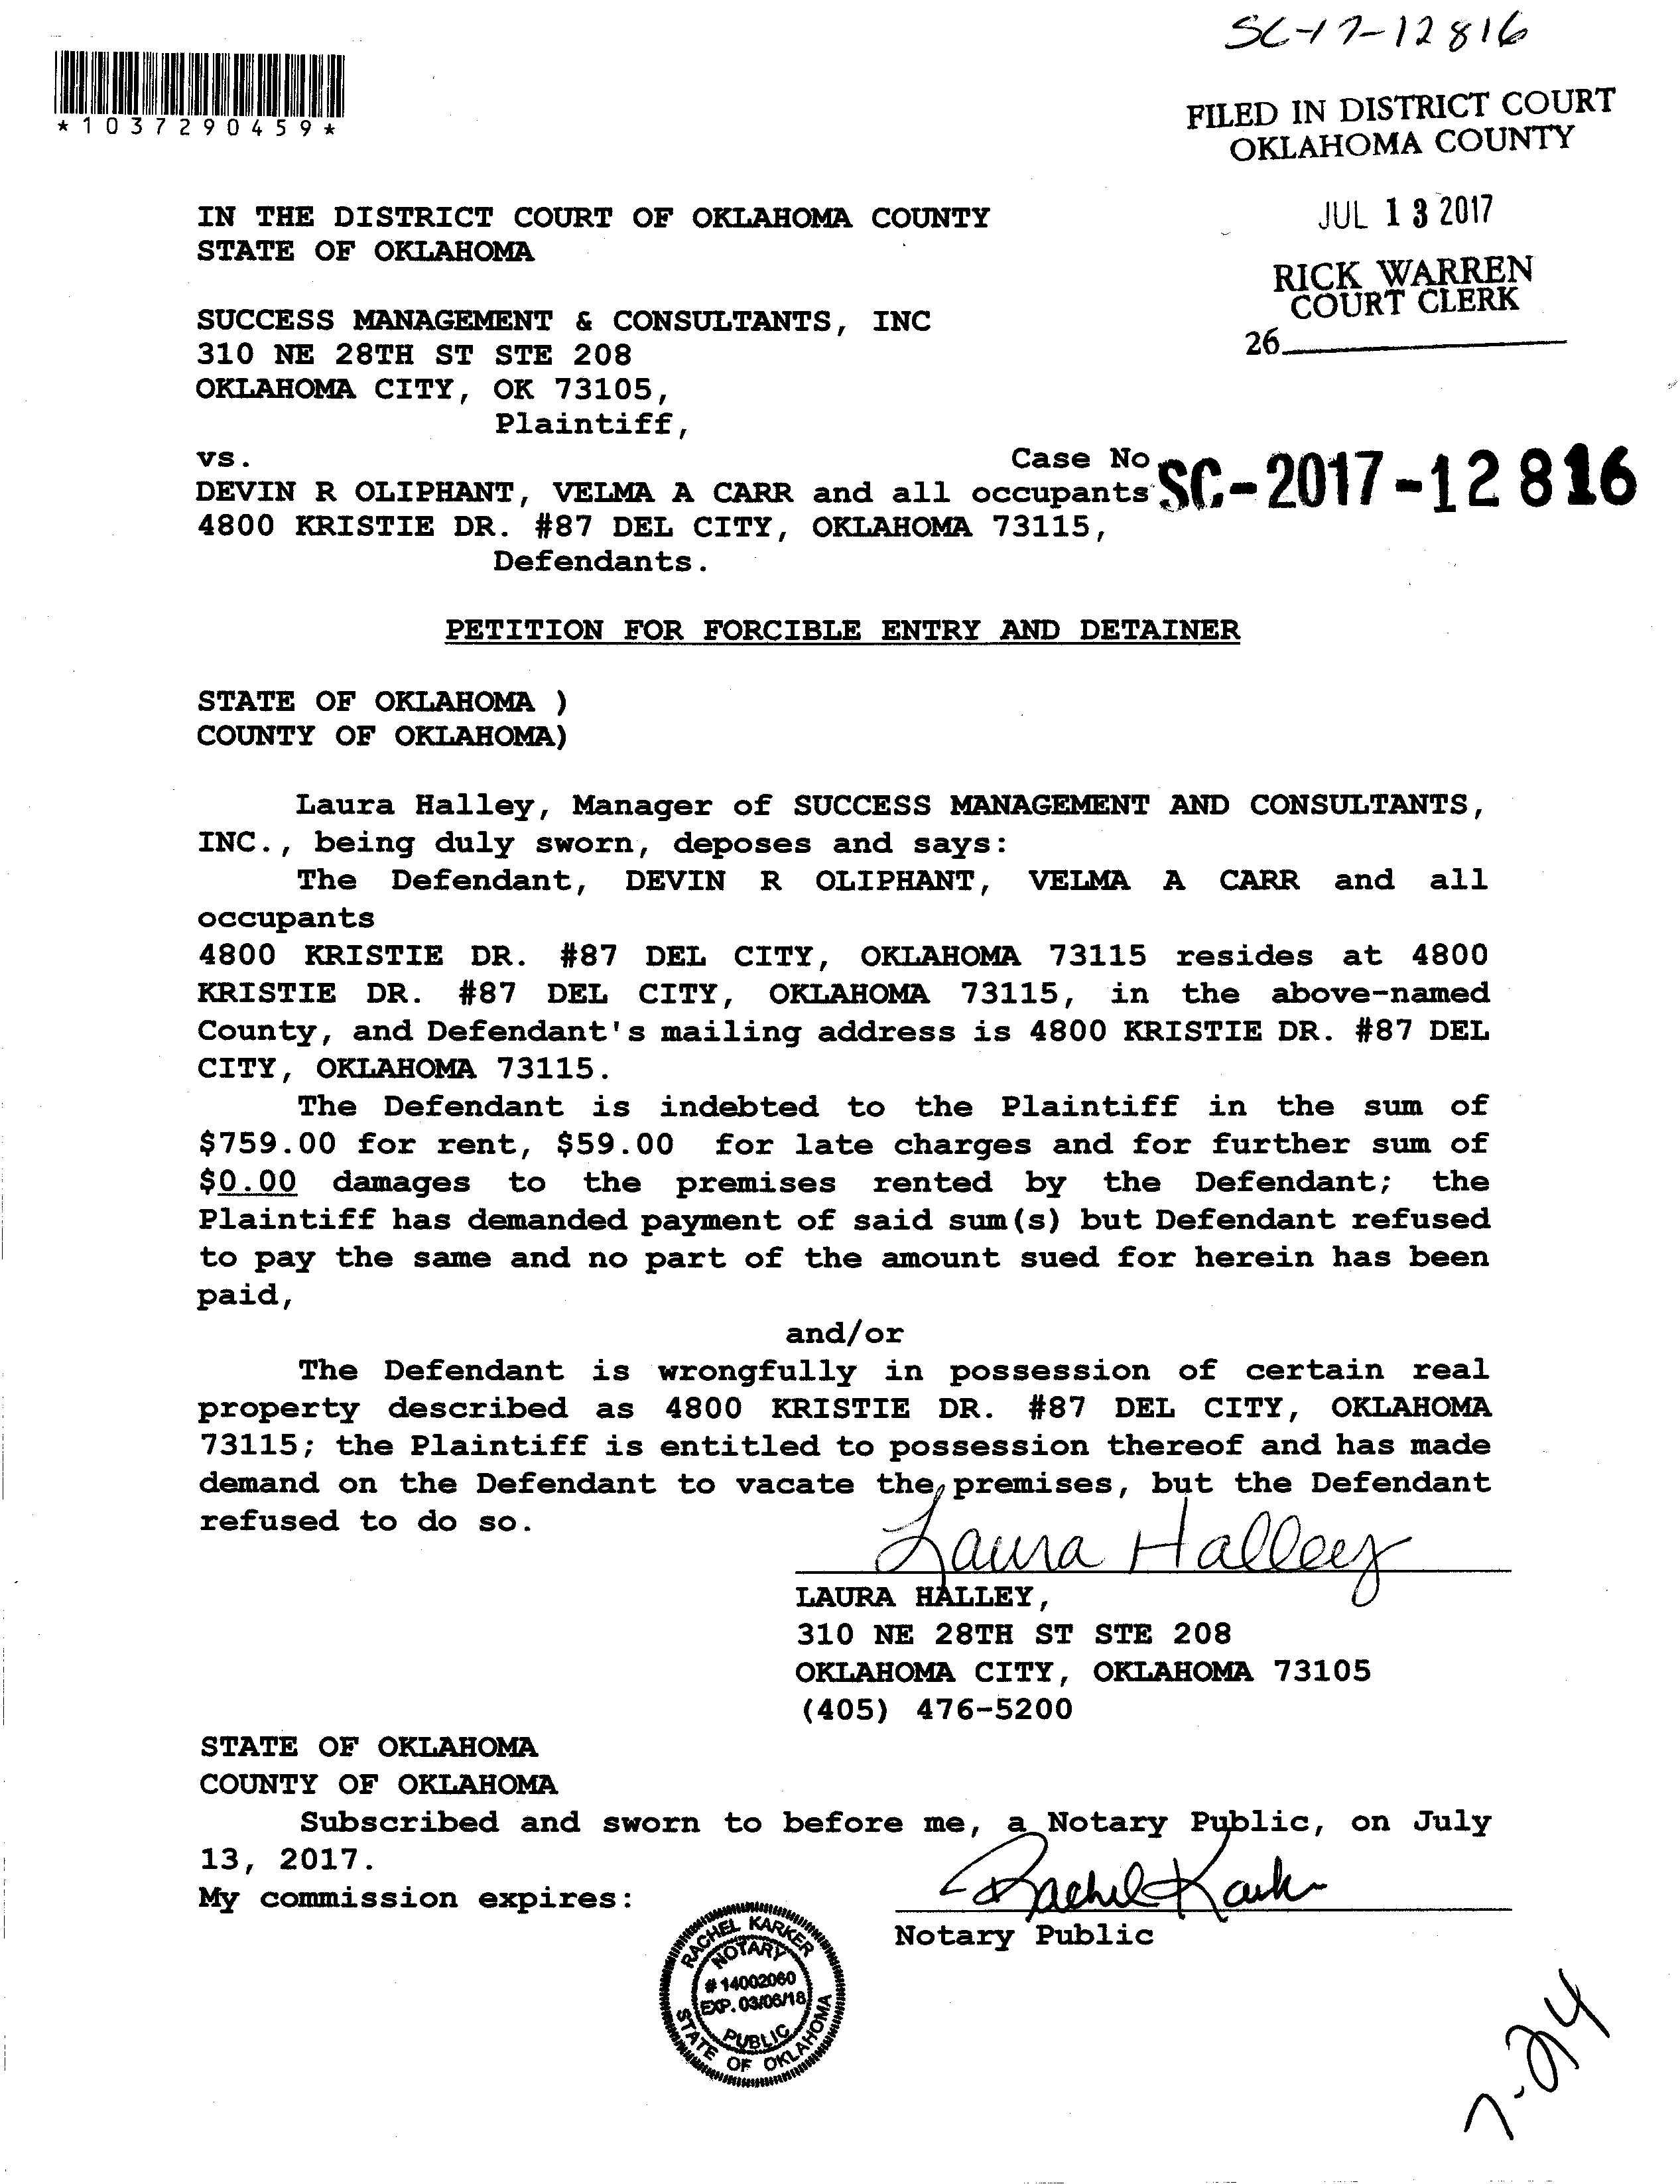 SC-17-12816
*1037290459*
FILED IN DISTRICT COURT
OKLAHOMA COUNTY
JUL 13 2017
RICK WARREN
COURT CLERK
26
IN THE DISTRICT COURT OF OKLAHOMA COUNTY
STATE OF OKLAHOMA
SUCCESS MANAGEMENT & CONSULTANTS, INC
310 NE 28TH ST STE 208
OKLAHOMA CITY, OK 73105,
Plaintiff,
vs.
Case No SC-2017-12816
DEVIN R OLIPHANT, VELMA A CARR and all occupants
4800 KRISTIE DR. #87 DEL CITY, OKLAHOMA 73115,
Defendants.
PETITION FOR FORCIBLE ENTRY AND DETAINER
STATE OF OKLAHOMA )
COUNTY OF OKLAHOMA)
Laura Halley, Manager of SUCCESS MANAGEMENT AND CONSULTANTS,
INC., being duly sworn, deposes and says:
The Defendant, DEVIN R OLIPHANT, VELMA A CARR and all
occupants
4800 KRISTIE DR. #87 DEL CITY, OKLAHOMA 73115 resides at 4800
KRISTIE DR. #87 DEL CITY, OKLAHOMA 73115, in the above-named
County, and Defendant's mailing address is 4800 KRISTIE DR. #87 DEL
CITY, OKLAHOMA 73115.
The Defendant is indebted to the Plaintiff in the sum of
$759.00 for rent, $59.00 for late charges and for further sum of
$0.00 damages to the premises rented by the Defendant; the
Plaintiff has demanded payment of said sum(s) but Defendant refused
to pay the same and no part of the amount sued for herein has been
paid,
and/or
The Defendant is wrongfully in possession of certain real
property described as 4800 KRISTIE DR. #87 DEL CITY, OKLAHOMA
73115; the Plaintiff is entitled to possession thereof and has made
demand on the Defendant to vacate the premises, but the Defendant
refused to do so.
Laura Halley
LAURA HALLEY,
310 NE 28TH ST STE 208
OKLAHOMA CITY, OKLAHOMA 73105
(405) 476-5200
STATE OF OKLAHOMA
COUNTY OF OKLAHOMA
Subscribed and sworn to before me, a Notary Public, on July
13, 2017.
My commission expires:
Rachel Karker
Notary Public
RACHEL KARKER
NOTARY
# 14002060
EXP. 03/06/18
PUBLIC
STATE OF OKLAHOMA
7-24